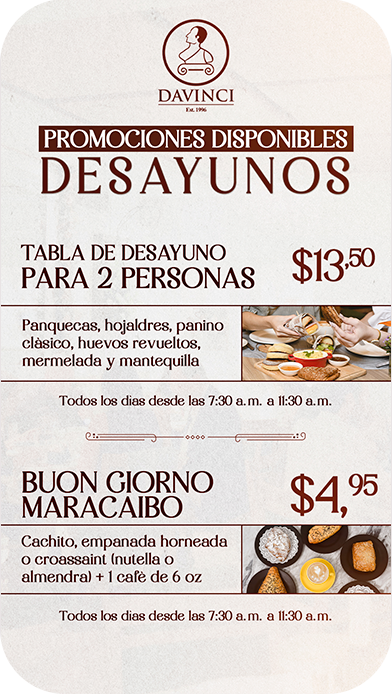 DAVINCI
Est. 1996
PROMOCIONES DISPONIBLES
DESAYUNOS
TABLA DE DESAYUNO
PARA 2 PERSONAS
$13,50
Panquecas, hojaldres, panino
clàsico, huevos revueltos,
mermelada y mantequilla
Todos los dias desde las 7:30 a.m. a 11:30 a.m.
BUON GIORNO
MARACAIBO
$4,95
Cachito, empanada horneada
o croassaint (nutella o
almendra) + 1 cafè de 6 oz
Todos los dias desde las 7:30 a.m. a 11:30 a.m.